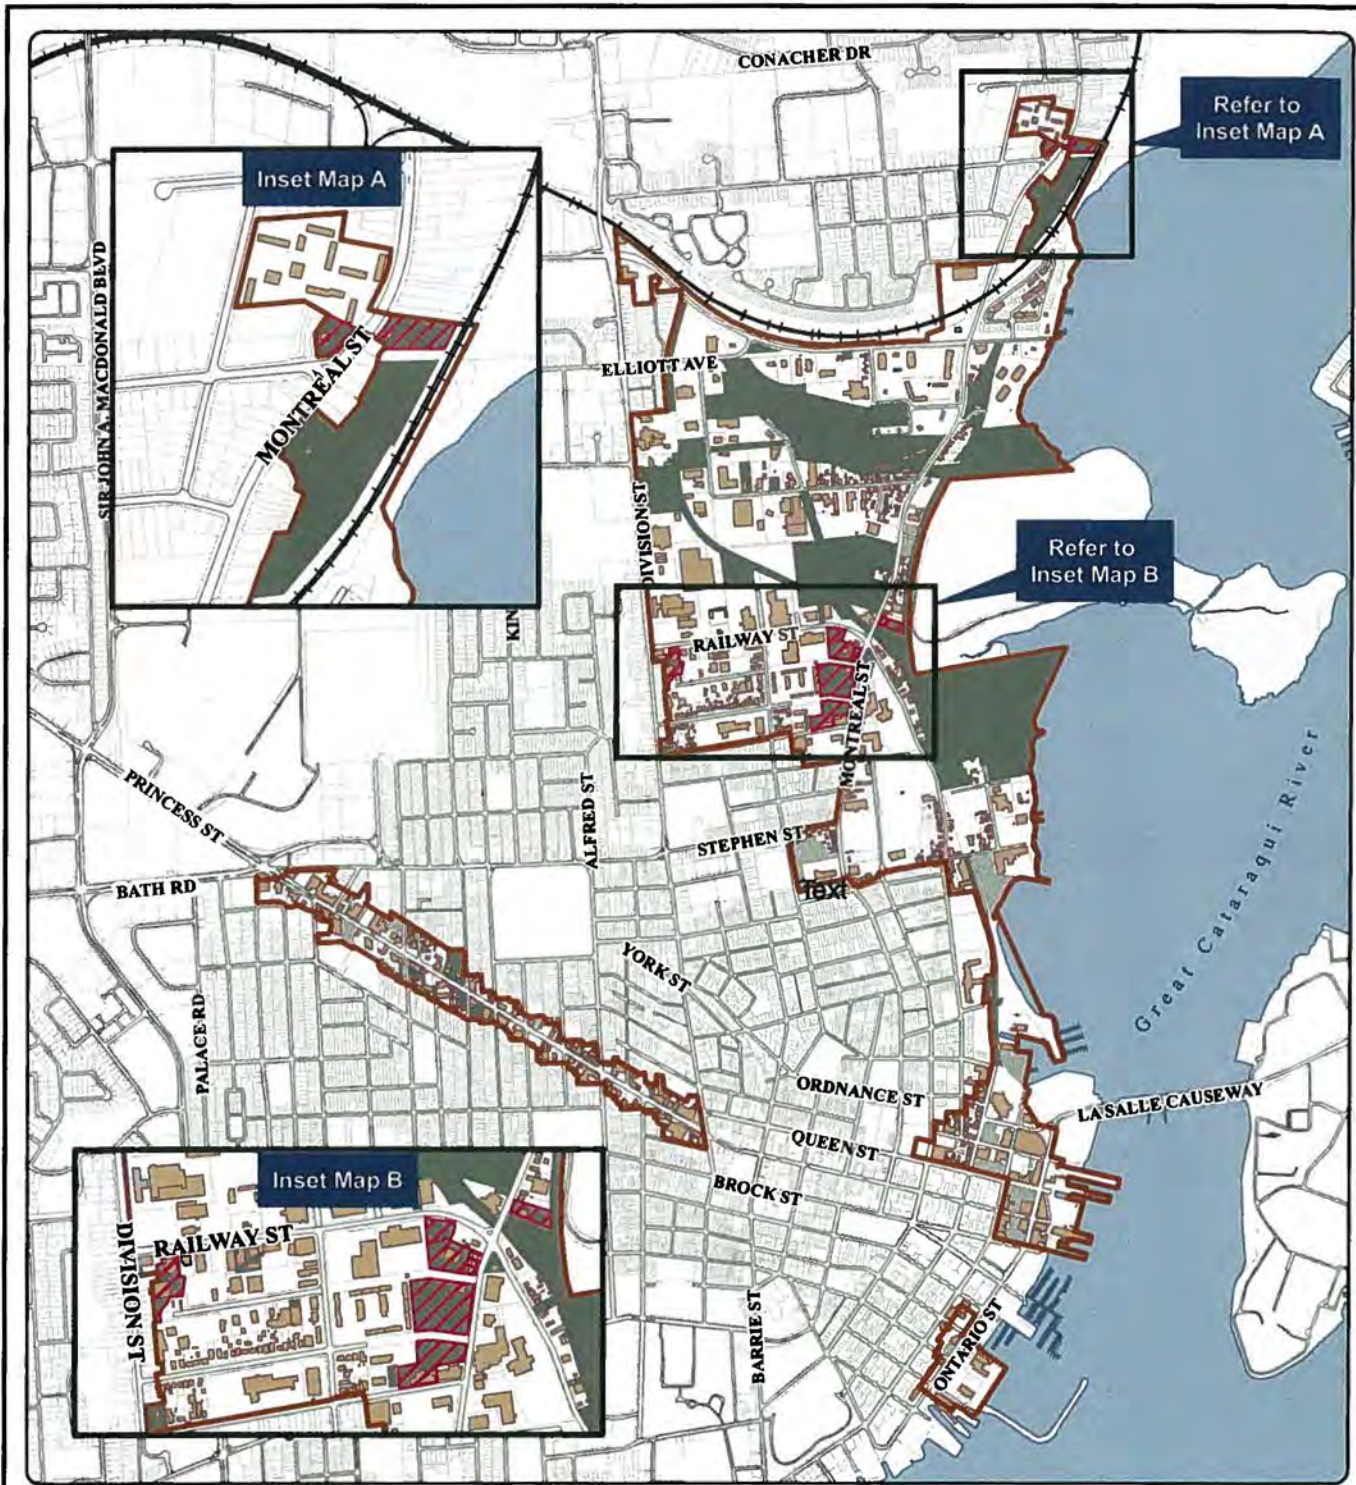 CONACHER DR
Refer to
Inset Map A
Inset Map A
SIR JOHN A. MACDONALD BLVD
MONTREAL ST
ELLIOTT AVE
DIVISION ST
Refer to
Inset Map B
KIN
RAILWAY ST
MONTREAL ST
PRINCESS ST
ALFRED ST
STEPHEN ST
BATH RD
Text
Great Cataraqui River
YORK ST
PALACE RD
ORDNANCE ST
LA SALLE CAUSEWAY
QUEEN ST
BROCK ST
Inset Map B
DIVISION ST
RAILWAY ST
BARRIE ST
ONTARIO ST